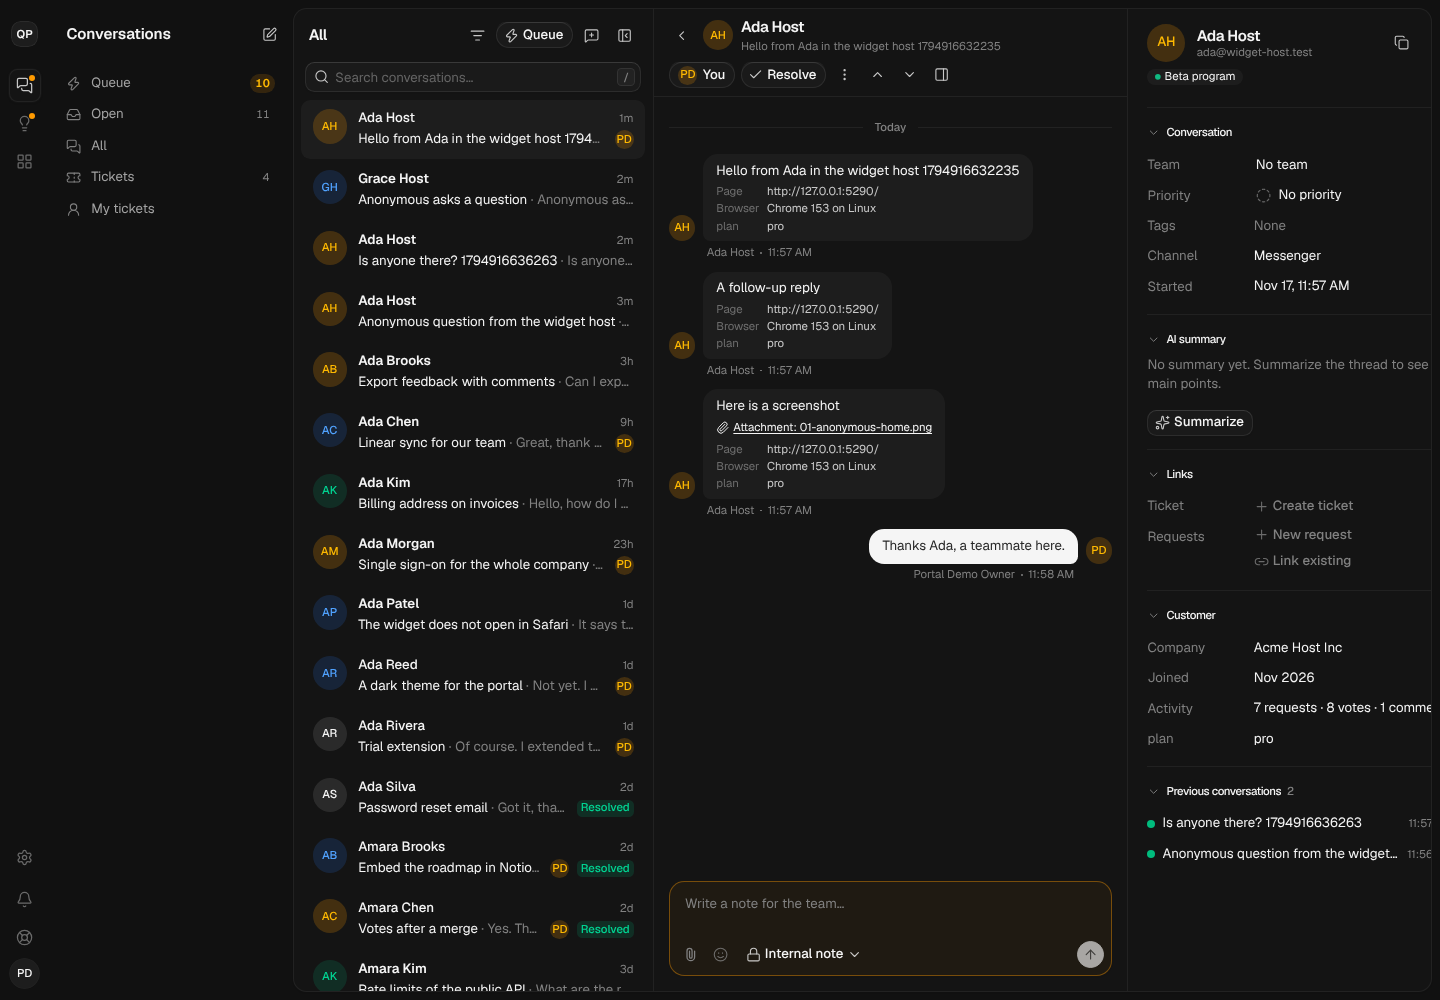 QP
Conversations
Queue
10
Open
11
All
Tickets
4
My tickets
PD
All
Queue
Search conversations...
/
AH
Ada Host
1m
Hello from Ada in the widget host 1794...
PD
GH
Grace Host
2m
Anonymous asks a question · Anonymous as...
AH
Ada Host
2m
Is anyone there? 1794916636263 · Is anyone...
AH
Ada Host
3m
Anonymous question from the widget host ·...
AB
Ada Brooks
3h
Export feedback with comments · Can I exp...
AC
Ada Chen
9h
Linear sync for our team · Great, thank ...
PD
AK
Ada Kim
17h
Billing address on invoices · Hello, how do I ...
AM
Ada Morgan
23h
Single sign-on for the whole company ·...
PD
AP
Ada Patel
1d
The widget does not open in Safari · It says t...
AR
Ada Reed
1d
A dark theme for the portal · Not yet. I ...
PD
AR
Ada Rivera
1d
Trial extension · Of course. I extended t...
PD
AS
Ada Silva
2d
Password reset email · Got it, tha...
Resolved
AB
Amara Brooks
2d
Embed the roadmap in Notio...
PD
Resolved
AC
Amara Chen
2d
Votes after a merge · Yes. Th...
PD
Resolved
AK
Amara Kim
3d
Rate limits of the public API · What are the r...
AH
Ada Host
Hello from Ada in the widget host 1794916632235
PD You
Resolve
Today
Hello from Ada in the widget host 1794916632235
Page http://127.0.0.1:5290/
Browser Chrome 153 on Linux
plan pro
AH
Ada Host · 11:57 AM
A follow-up reply
Page http://127.0.0.1:5290/
Browser Chrome 153 on Linux
plan pro
AH
Ada Host · 11:57 AM
Here is a screenshot
Attachment: 01-anonymous-home.png
Page http://127.0.0.1:5290/
Browser Chrome 153 on Linux
plan pro
AH
Ada Host · 11:57 AM
Thanks Ada, a teammate here.
PD
Portal Demo Owner · 11:58 AM
Write a note for the team...
Internal note
AH
Ada Host
ada@widget-host.test
Beta program
Conversation
Team No team
Priority No priority
Tags None
Channel Messenger
Started Nov 17, 11:57 AM
AI summary
No summary yet. Summarize the thread to see
main points.
Summarize
Links
Ticket Create ticket
Requests New request
Link existing
Customer
Company Acme Host Inc
Joined Nov 2026
Activity 7 requests · 8 votes · 1 comme
plan pro
Previous conversations 2
Is anyone there? 1794916636263 11:57
Anonymous question from the widget... 11:56